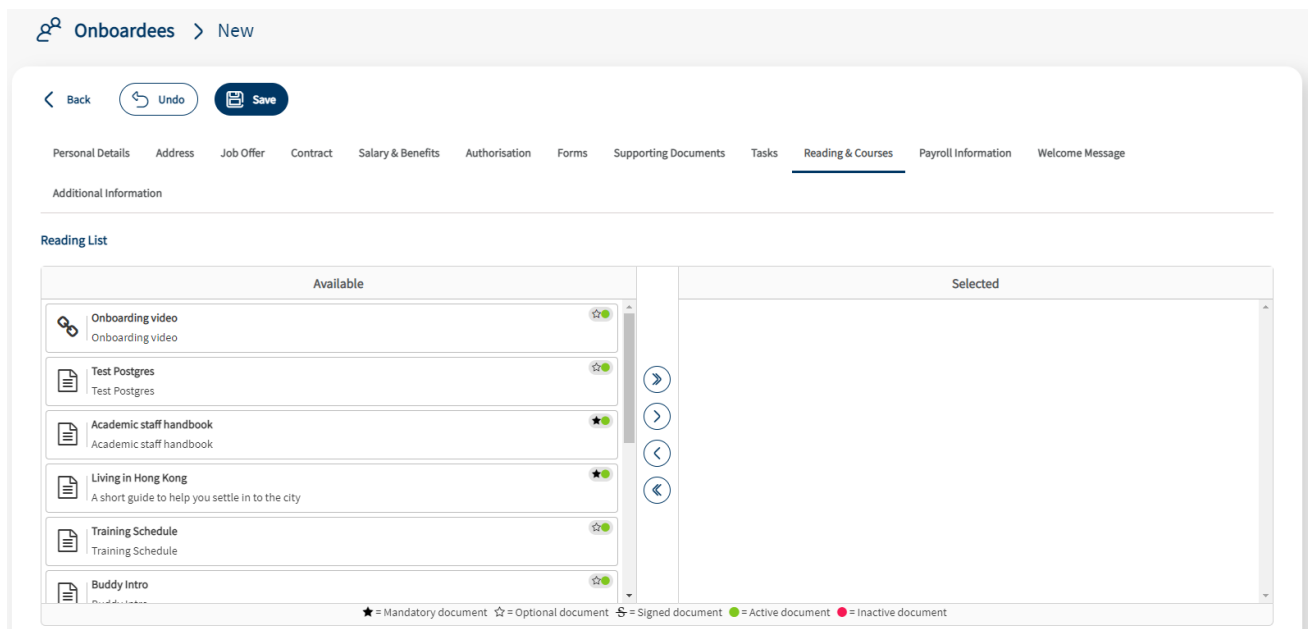 Onboardees > New
Back Undo Save
Personal Details Address Job Offer Contract Salary & Benefits Authorisation Forms Supporting Documents Tasks Reading & Courses Payroll Information Welcome Message
Additional Information
Reading List
Available Selected
Onboarding video
Onboarding video
Test Postgres
Test Postgres
Academic staff handbook
Academic staff handbook
Living in Hong Kong
A short guide to help you settle in to the city
Training Schedule
Training Schedule
Buddy Intro
★ = Mandatory document ☆ = Optional document S = Signed document ● = Active document ● = Inactive document